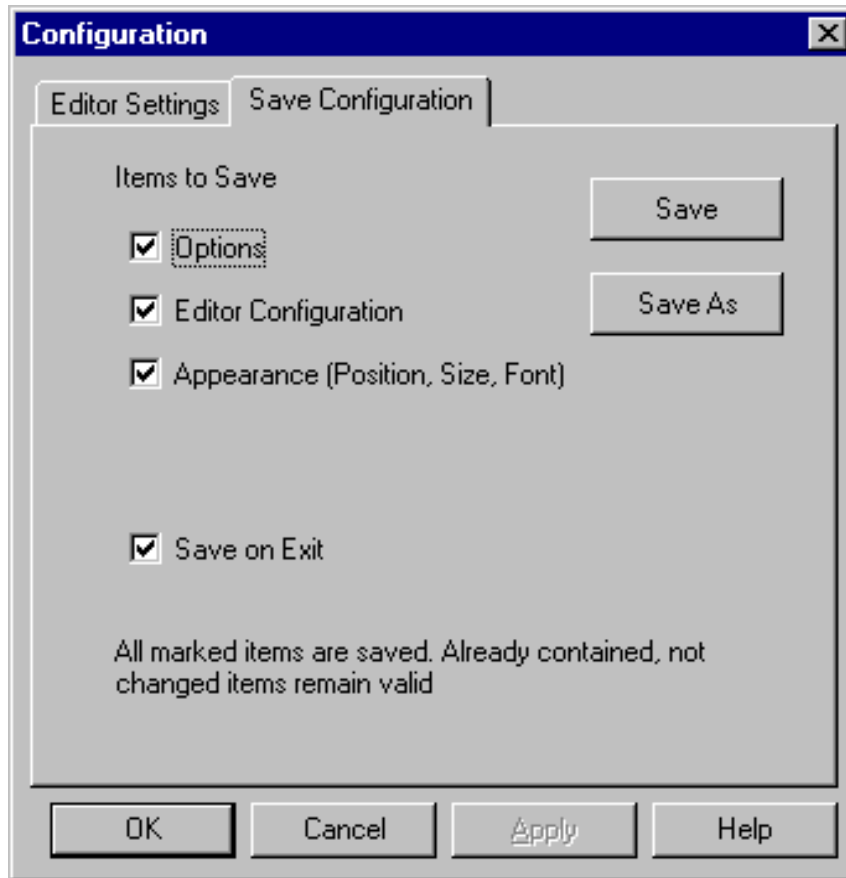 Configuration
Editor Settings
Save Configuration
Items to Save
Save
Options
Editor Configuration
Save As
Appearance (Position, Size, Font)
Save on Exit
All marked items are saved. Already contained, not
changed items remain valid
OK
Cancel
Apply
Help